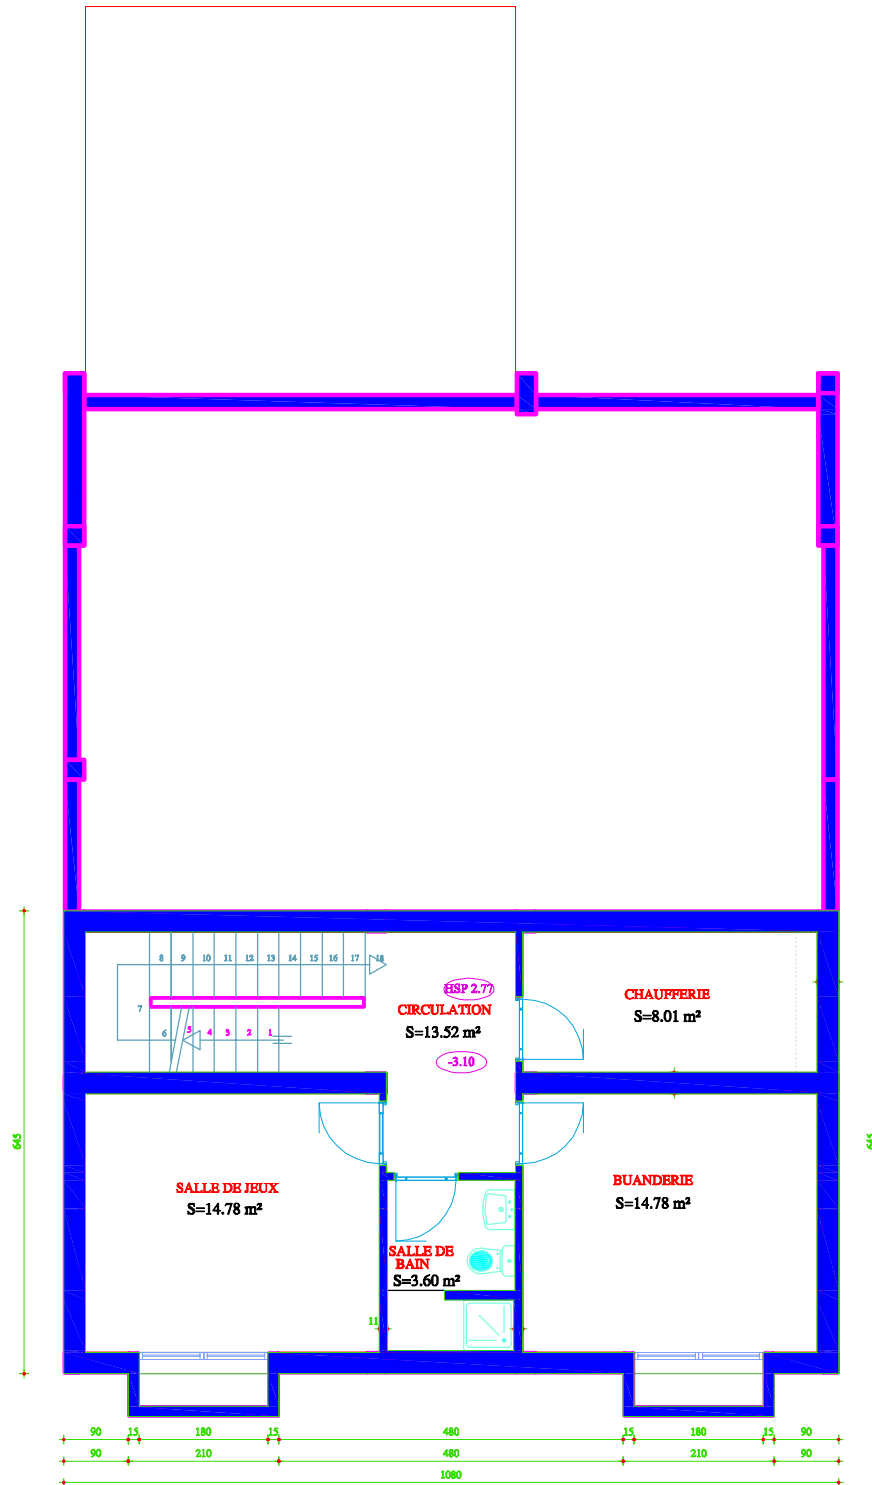 8 9 10 11 12 13 14 15 16 17 18
HSP 2.77
CHAUFFERIE
S=8.01 m²
CIRCULATION
S=13.52 m²
7
6 5 4 3 2 1
-3.10
645
645
SALLE DE JEUX
S=14.78 m²
BUANDERIE
S=14.78 m²
SALLE DE
BAIN
S=3.60 m²
11
90 15 180 15 480 15 180 15 90
90 210 480 210 90
1080